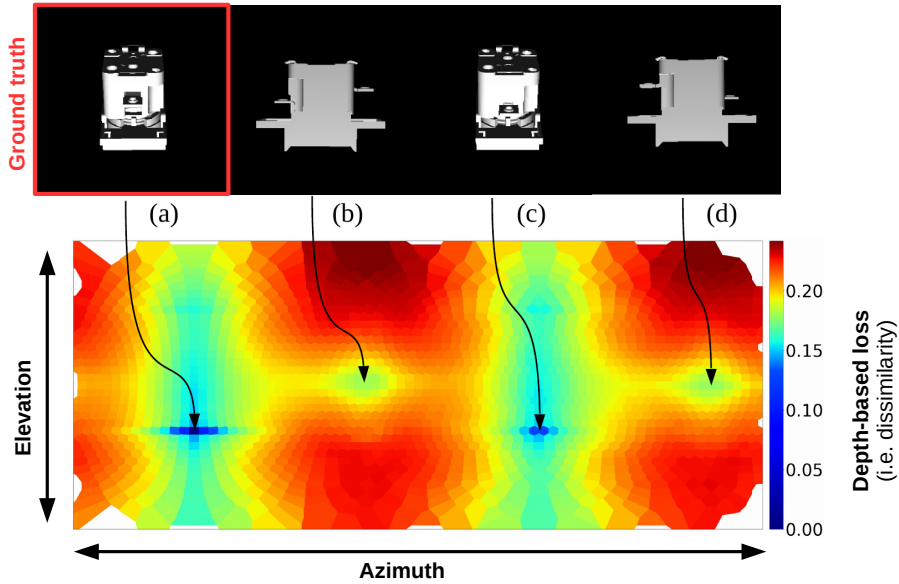 Ground truth
(a)
(b)
(c)
(d)
Elevation
0.20
0.15
0.10
0.05
0.00
Depth-based loss
(i.e. dissimilarity)
Azimuth